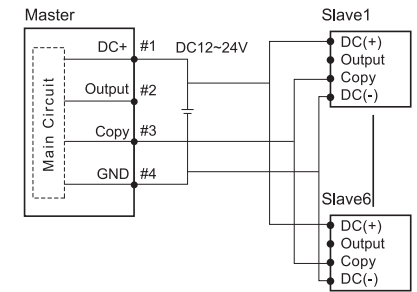 Master
Main Circuit
DC+ #1
Output #2
Copy #3
GND #4
DC12~24V
Slave1
DC(+)
Output
Copy
DC(-)
Slave6
DC(+)
Output
Copy
DC(-)